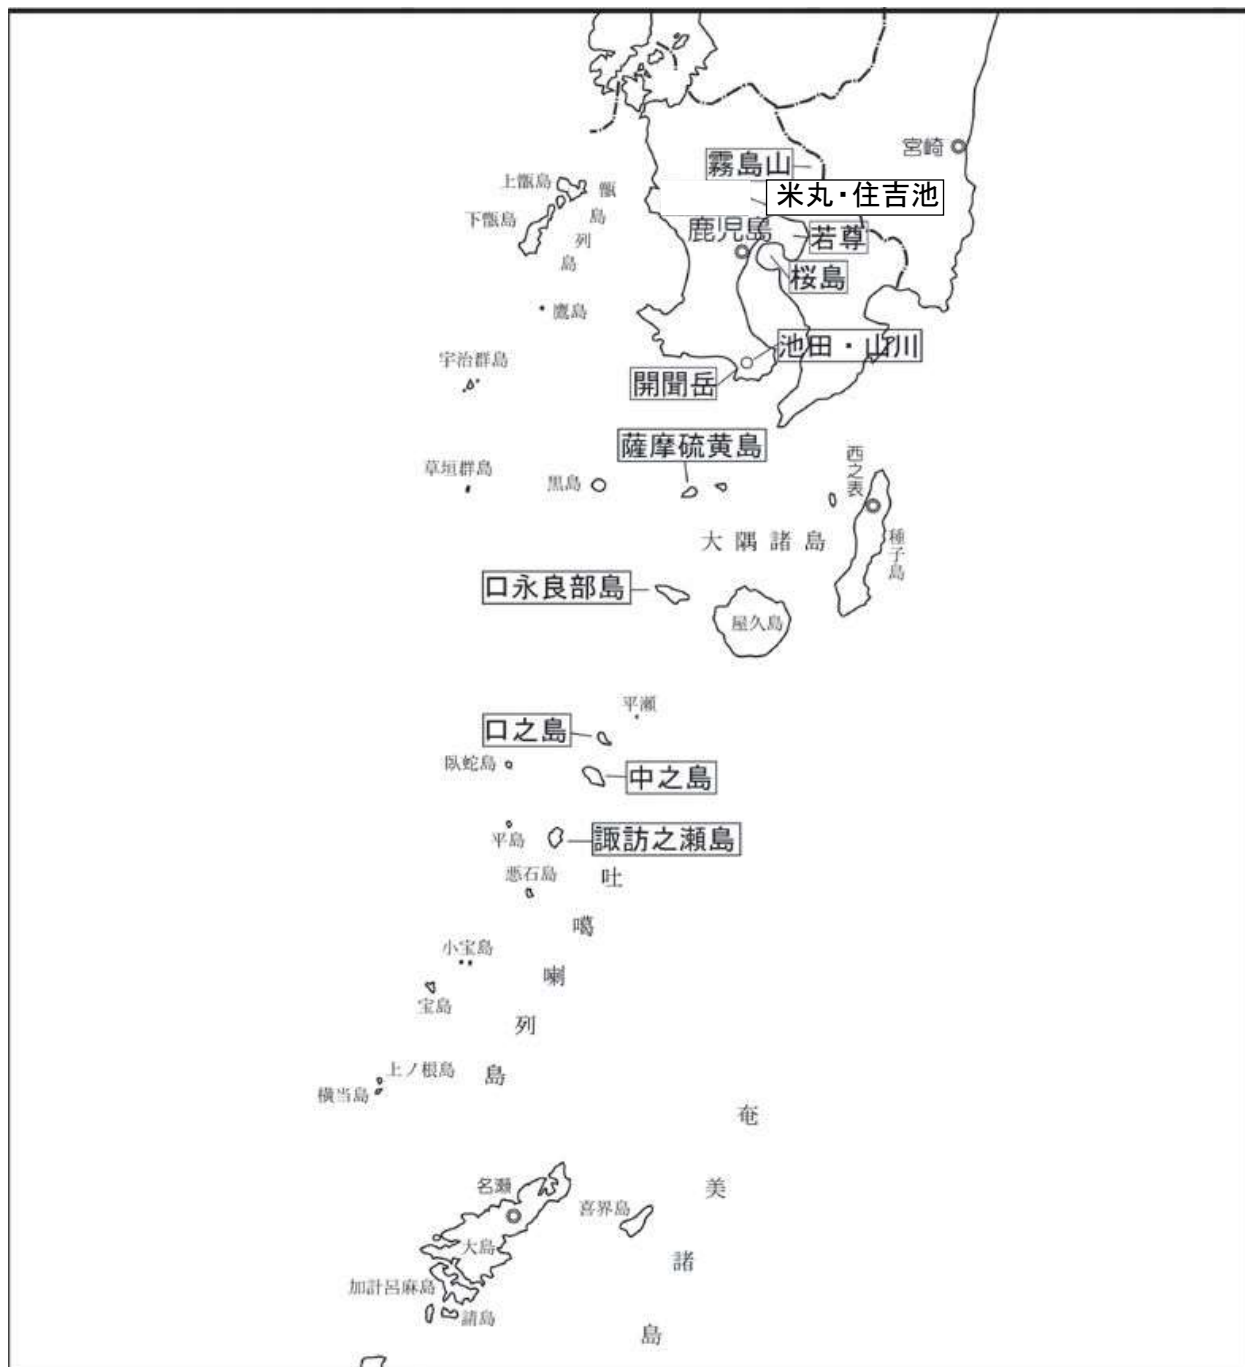 宮崎
霧島山
米丸・住吉池
上甑島
甑島列島
下甑島
鹿児島
若尊
桜島
鷹島
池田・山川
宇治群島
開聞岳
薩摩硫黄島
西之表
草垣群島
黒島
大隅諸島
種子島
口永良部島
屋久島
平瀬
口之島
臥蛇島
中之島
平島
諏訪之瀬島
悪石島
吐噶喇列島
小宝島
宝島
上ノ根島
横当島
奄美諸島
名瀬
喜界島
大島
加計呂麻島
請島